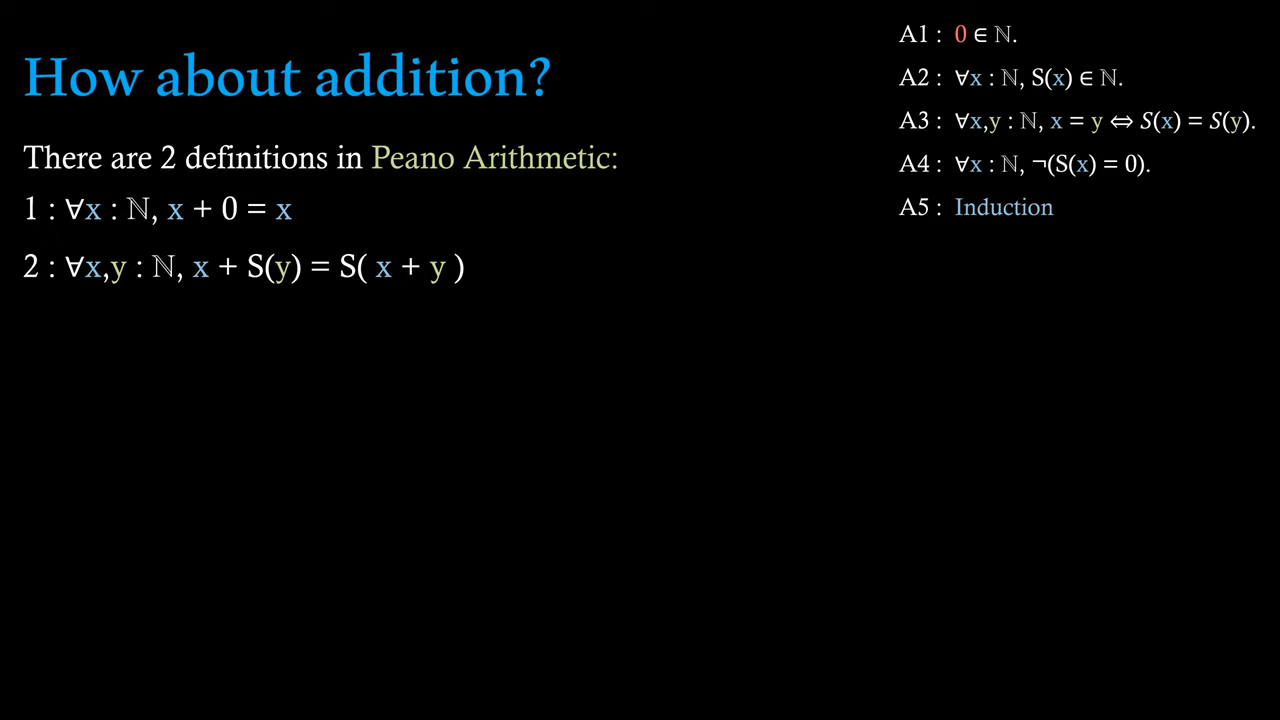 How about addition?
There are 2 definitions in Peano Arithmetic:
1 : ∀x : ℕ, x + 0 = x
2 : ∀x,y : ℕ, x + S(y) = S( x + y )
A1 : 0 ∈ ℕ.
A2 : ∀x : ℕ, S(x) ∈ ℕ.
A3 : ∀x,y : ℕ, x = y ⇔ S(x) = S(y).
A4 : ∀x : ℕ, ¬(S(x) = 0).
A5 : Induction